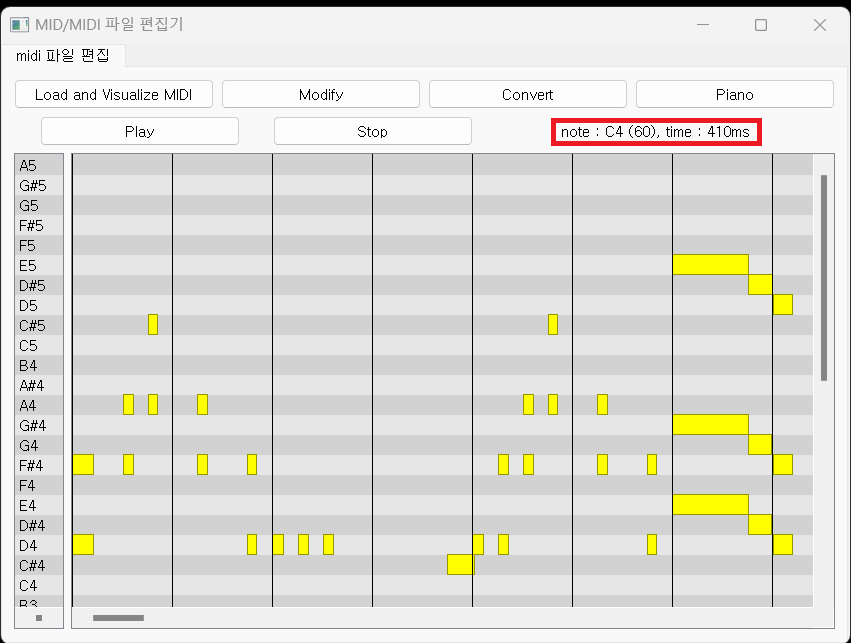 MID/MIDI 파일 편집기
midi 파일 편집
Load and Visualize MIDI
Modify
Convert
Piano
Play
Stop
note : C4 (60), time : 410ms
A5
G#5
G5
F#5
F5
E5
D#5
D5
C#5
C5
B4
A#4
A4
G#4
G4
F#4
F4
E4
D#4
D4
C#4
C4
B3